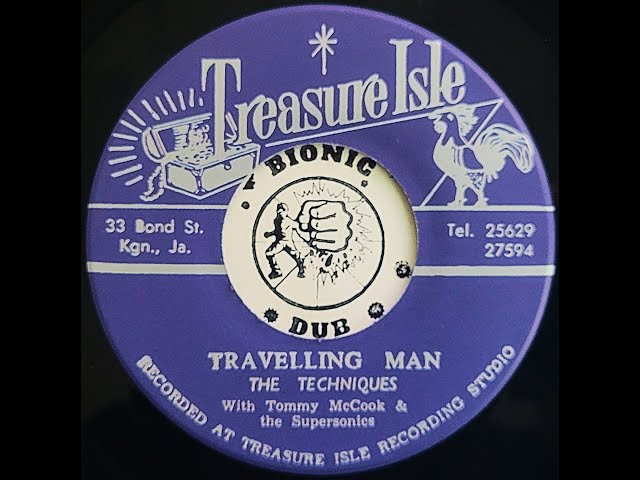 Treasure Isle
33 Bond St.
Kgn., Ja.
Tel. 25629
27594
BIONIC
DUB
TRAVELLING MAN
THE TECHNIQUES
With Tommy McCook &
the Supersonics
RECORDED AT TREASURE ISLE RECORDING STUDIO